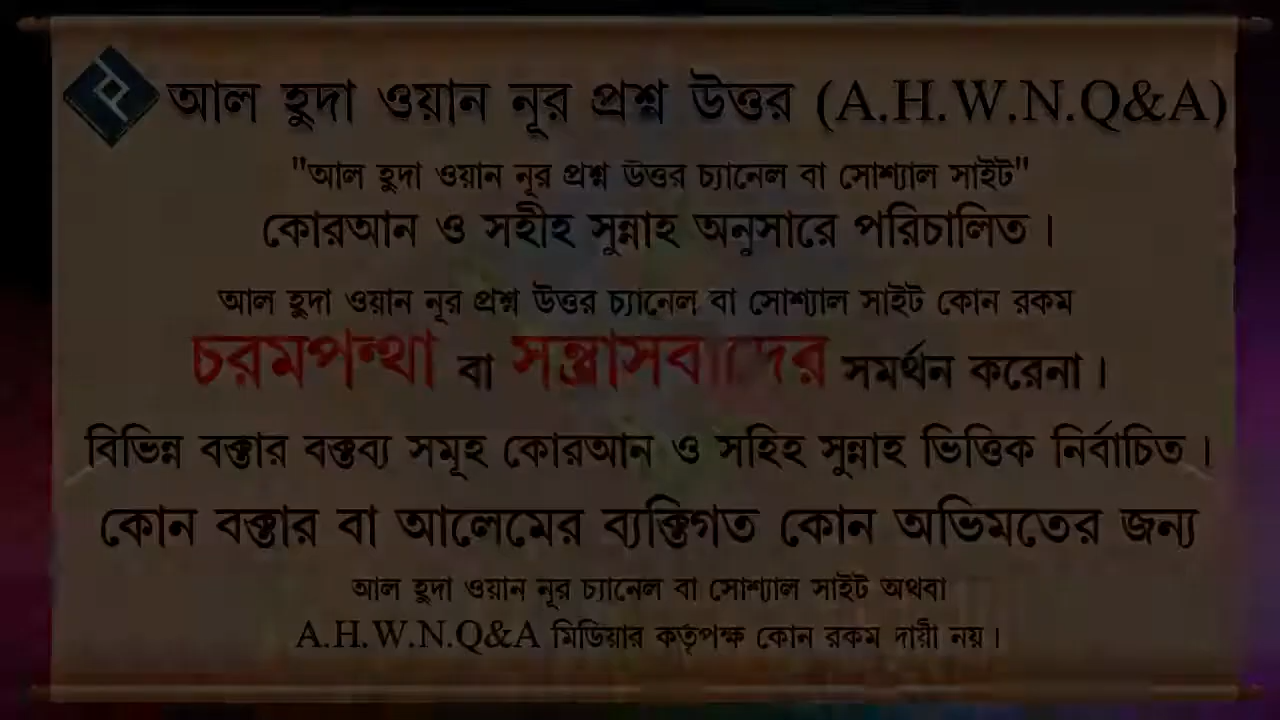 আল হুদা ওয়ান নূর প্রশ্ন উত্তর (A.H.W.N.Q&A)
"আল হুদা ওয়ান নূর প্রশ্ন উত্তর চ্যানেল বা সোশ্যাল সাইট"
কোরআন ও সহীহ সুন্নাহ অনুসারে পরিচালিত।
আল হুদা ওয়ান নূর প্রশ্ন উত্তর চ্যানেল বা সোশ্যাল সাইট কোন রকম
চরমপন্থা বা সন্ত্রাসবাদের সমর্থন করেনা।
বিভিন্ন বক্তার বক্তব্য সমূহ কোরআন ও সহিহ সুন্নাহ ভিত্তিক নির্বাচিত।
কোন বক্তার বা আলেমের ব্যক্তিগত কোন অভিমতের জন্য
আল হুদা ওয়ান নূর চ্যানেল বা সোশ্যাল সাইট অথবা
A.H.W.N.Q&A মিডিয়ার কর্তৃপক্ষ কোন রকম দায়ী নয়।